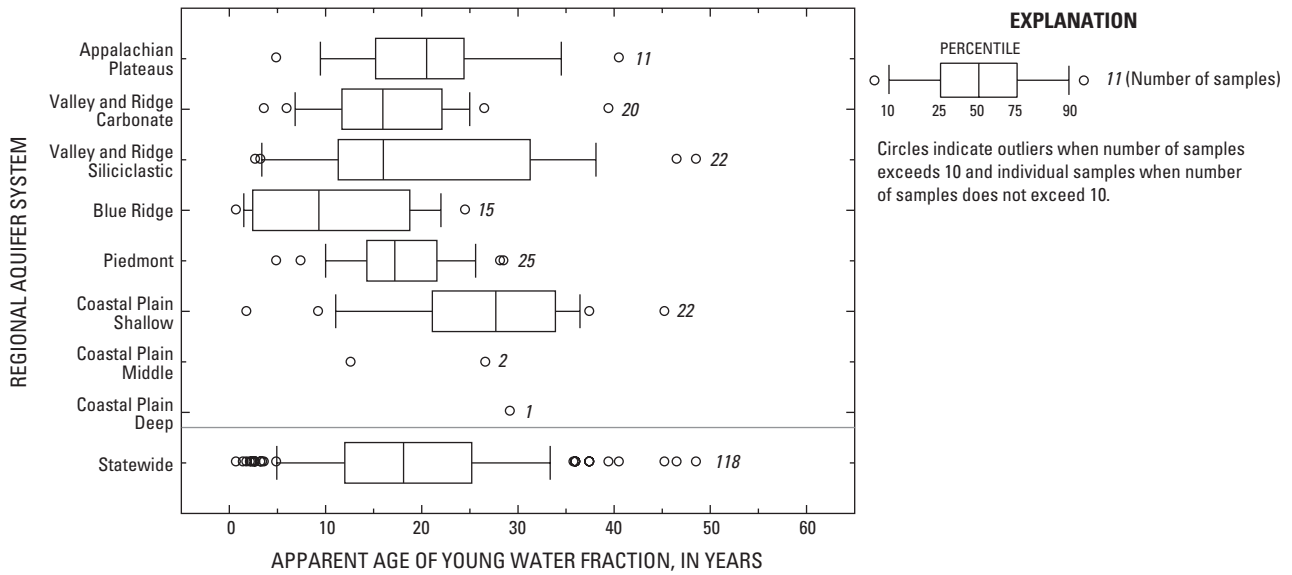 REGIONAL AQUIFER SYSTEM
Appalachian
Plateaus
11
Valley and Ridge
Carbonate
20
Valley and Ridge
Siliciclastic
22
Blue Ridge
15
Piedmont
25
Coastal Plain
Shallow
22
Coastal Plain
Middle
2
Coastal Plain
Deep
1
Statewide
118
0 10 20 30 40 50 60
APPARENT AGE OF YOUNG WATER FRACTION, IN YEARS
EXPLANATION
PERCENTILE
11 (Number of samples)
10 25 50 75 90
Circles indicate outliers when number of samples
exceeds 10 and individual samples when number
of samples does not exceed 10.